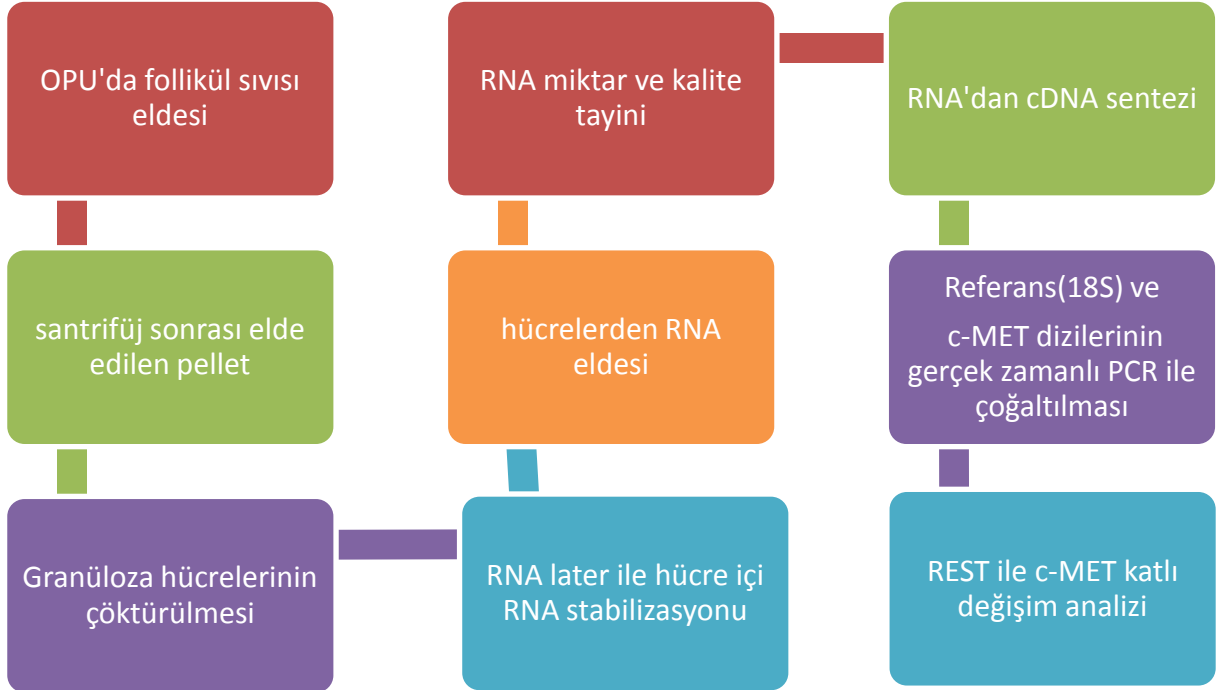 OPU'da follikül sıvısı
eldesi
santrifüj sonrası elde
edilen pellet
Granüloza hücrelerinin
çöktürülmesi
RNA later ile hücre içi
RNA stabilizasyonu
hücrelerden RNA
eldesi
RNA miktar ve kalite
tayini
RNA'dan cDNA sentezi
Referans(18S) ve
c-MET dizilerinin
gerçek zamanlı PCR ile
çoğaltılması
REST ile c-MET katlı
değişim analizi